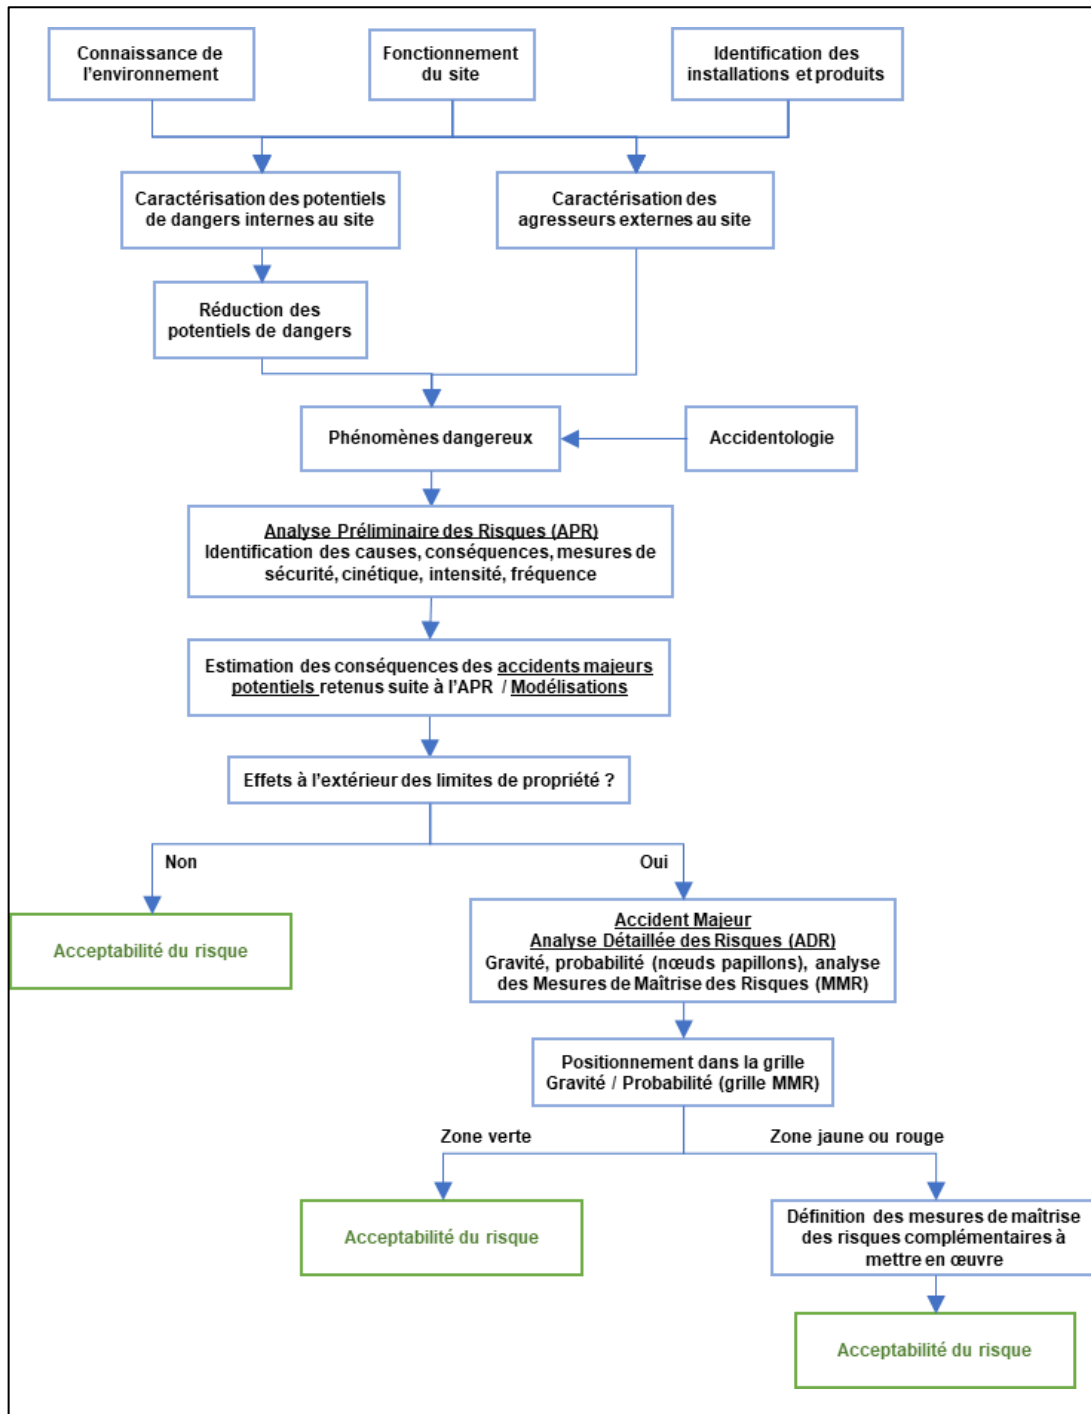 Connaissance de
l'environnement
Fonctionnement
du site
Identification des
installations et produits
Caractérisation des potentiels
de dangers internes au site
Caractérisation des
agresseurs externes au site
Réduction des
potentiels de dangers
Phénomènes dangereux
Accidentologie
Analyse Préliminaire des Risques (APR)
Identification des causes, conséquences, mesures de
sécurité, cinétique, intensité, fréquence
Estimation des conséquences des accidents majeurs
potentiels retenus suite à l'APR / Modélisations
Effets à l'extérieur des limites de propriété ?
Non
Oui
Acceptabilité du risque
Accident Majeur
Analyse Détaillée des Risques (ADR)
Gravité, probabilité (nœuds papillons), analyse
des Mesures de Maîtrise des Risques (MMR)
Positionnement dans la grille
Gravité / Probabilité (grille MMR)
Zone verte
Zone jaune ou rouge
Acceptabilité du risque
Définition des mesures de maîtrise
des risques complémentaires à
mettre en œuvre
Acceptabilité du risque